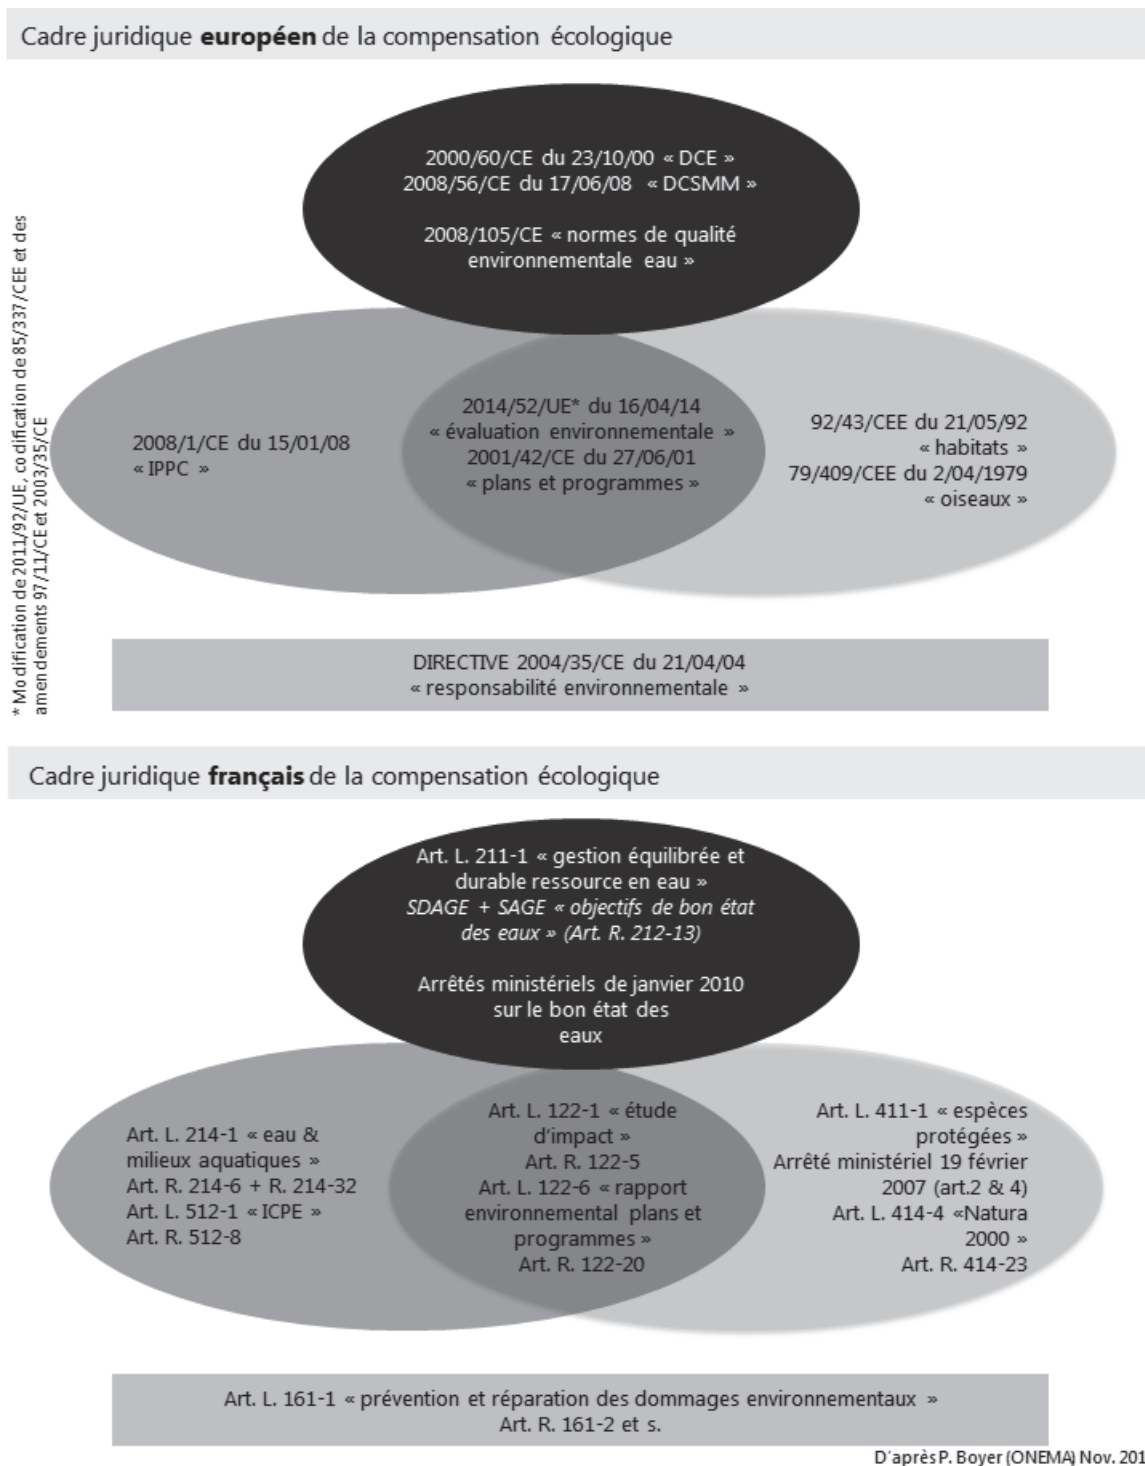 Cadre juridique européen de la compensation écologique
2000/60/CE du 23/10/00 « DCE »
2008/56/CE du 17/06/08 « DCSMM »
2008/105/CE « normes de qualité
environnementale eau »
2008/1/CE du 15/01/08
« IPPC »
2014/52/UE* du 16/04/14
« évaluation environnementale »
2001/42/CE du 27/06/01
« plans et programmes »
92/43/CEE du 21/05/92
« habitats »
79/409/CEE du 2/04/1979
« oiseaux »
* Modification de 2011/92/UE, codification de 85/337/CEE et des
amendements 97/11/CE et 2003/35/CE
DIRECTIVE 2004/35/CE du 21/04/04
« responsabilité environnementale »
Cadre juridique français de la compensation écologique
Art. L. 211-1 « gestion équilibrée et
durable ressource en eau »
SDAGE + SAGE « objectifs de bon état
des eaux » (Art. R. 212-13)
Arrêtés ministériels de janvier 2010
sur le bon état des
eaux
Art. L. 214-1 « eau &
milieux aquatiques »
Art. R. 214-6 + R. 214-32
Art. L. 512-1 « ICPE »
Art. R. 512-8
Art. L. 122-1 « étude
d'impact »
Art. R. 122-5
Art. L. 122-6 « rapport
environnemental plans et
programmes »
Art. R. 122-20
Art. L. 411-1 « espèces
protégées »
Arrêté ministériel 19 février
2007 (art.2 & 4)
Art. L. 414-4 «Natura
2000 »
Art. R. 414-23
Art. L. 161-1 « prévention et réparation des dommages environnementaux »
Art. R. 161-2 et s.
D'après P. Boyer (ONEMA) Nov. 201